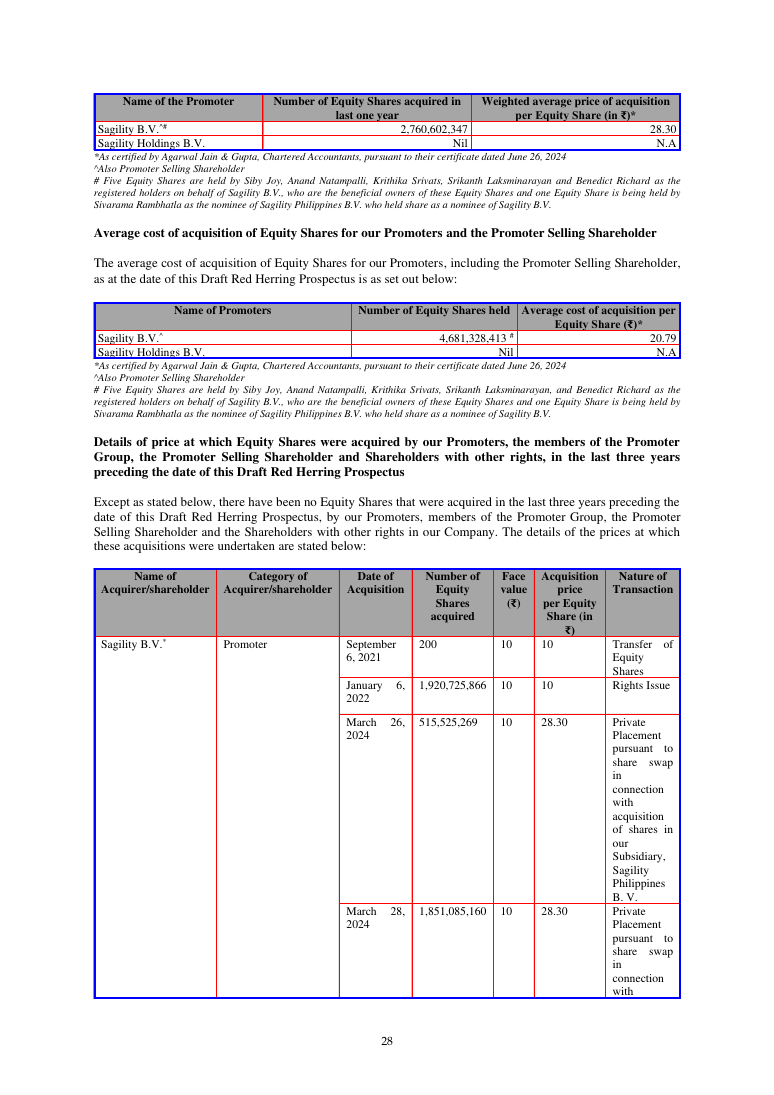 Name of the Promoter Number of Equity Shares acquired in last one year Weighted average price of acquisition per Equity Share (in ₹)*
Sagility B.V.^# 2,760,602,347 28.30
Sagility Holdings B.V. Nil N.A
*As certified by Agarwal Jain & Gupta, Chartered Accountants, pursuant to their certificate dated June 26, 2024
^Also Promoter Selling Shareholder
# Five Equity Shares are held by Siby Joy, Anand Natampalli, Krithika Srivats, Srikanth Laksminarayan and Benedict Richard as the
registered holders on behalf of Sagility B.V., who are the beneficial owners of these Equity Shares and one Equity Share is being held by
Sivarama Rambhatla as the nominee of Sagility Philippines B.V. who held share as a nominee of Sagility B.V.
Average cost of acquisition of Equity Shares for our Promoters and the Promoter Selling Shareholder
The average cost of acquisition of Equity Shares for our Promoters, including the Promoter Selling Shareholder,
as at the date of this Draft Red Herring Prospectus is as set out below:
Name of Promoters Number of Equity Shares held Average cost of acquisition per Equity Share (₹)*
Sagility B.V.^ 4,681,328,413 # 20.79
Sagility Holdings B.V. Nil N.A
*As certified by Agarwal Jain & Gupta, Chartered Accountants, pursuant to their certificate dated June 26, 2024
^Also Promoter Selling Shareholder
# Five Equity Shares are held by Siby Joy, Anand Natampalli, Krithika Srivats, Srikanth Laksminarayan, and Benedict Richard as the
registered holders on behalf of Sagility B.V., who are the beneficial owners of these Equity Shares and one Equity Share is being held by
Sivarama Rambhatla as the nominee of Sagility Philippines B.V. who held share as a nominee of Sagility B.V.
Details of price at which Equity Shares were acquired by our Promoters, the members of the Promoter
Group, the Promoter Selling Shareholder and Shareholders with other rights, in the last three years
preceding the date of this Draft Red Herring Prospectus
Except as stated below, there have been no Equity Shares that were acquired in the last three years preceding the
date of this Draft Red Herring Prospectus, by our Promoters, members of the Promoter Group, the Promoter
Selling Shareholder and the Shareholders with other rights in our Company. The details of the prices at which
these acquisitions were undertaken are stated below:
Name of Acquirer/shareholder Category of Acquirer/shareholder Date of Acquisition Number of Equity Shares acquired Face value (₹) Acquisition price per Equity Share (in ₹) Nature of Transaction
Sagility B.V.* Promoter September 6, 2021 200 10 10 Transfer of Equity Shares
January 6, 2022 1,920,725,866 10 10 Rights Issue
March 26, 2024 515,525,269 10 28.30 Private
Placement
pursuant to
share swap
in
connection
with
acquisition
of shares in
our
Subsidiary,
Sagility
Philippines
B. V.
March 28, 2024 1,851,085,160 10 28.30 Private
Placement
pursuant to
share swap
in
connection
with
28